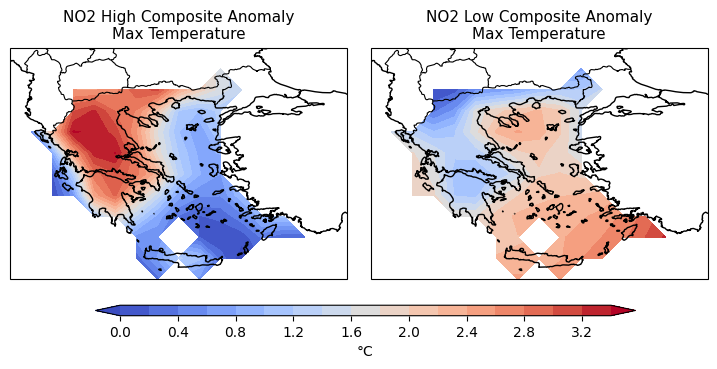 NO2 High Composite Anomaly
Max Temperature
NO2 Low Composite Anomaly
Max Temperature
0.0 0.4 0.8 1.2 1.6 2.0 2.4 2.8 3.2
°C